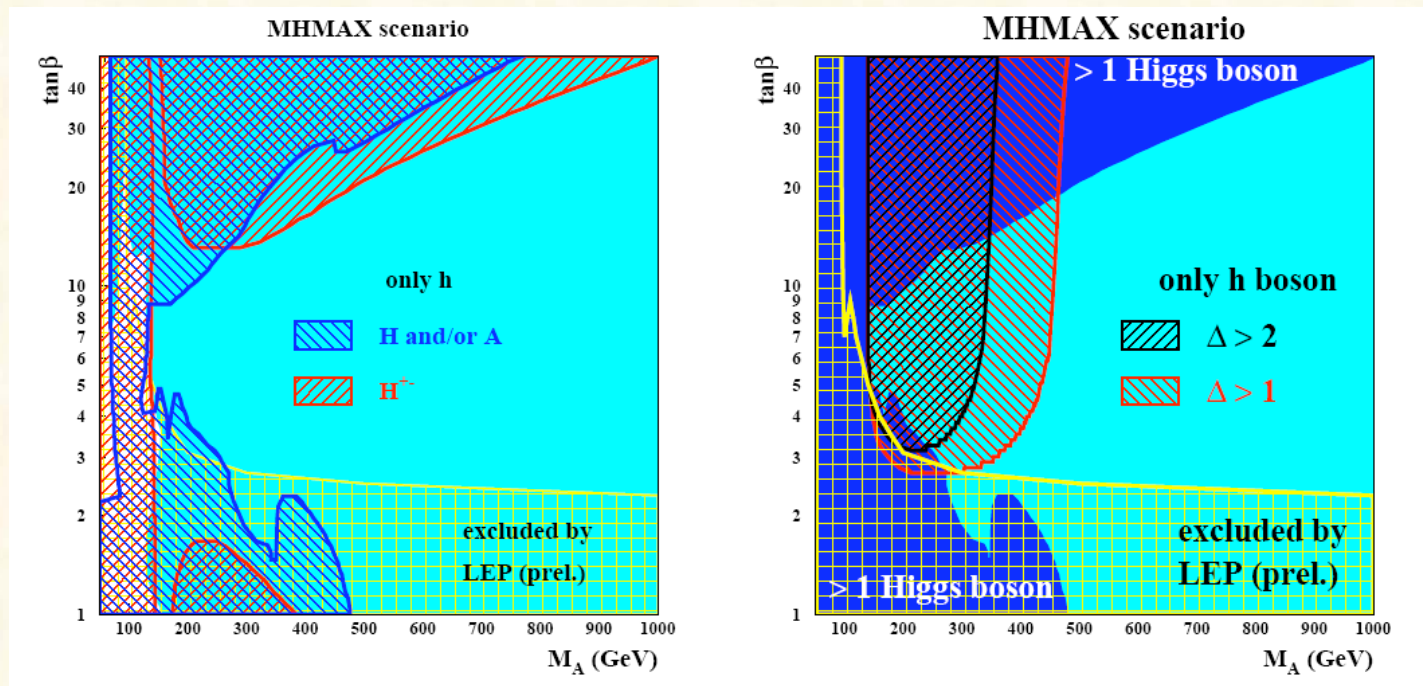 MHMAX scenario
tanβ
40
30
20
10
9
8
7
6
5
4
3
2
1
only h
H and/or A
H+-
excluded by
LEP (prel.)
100 200 300 400 500 600 700 800 900 1000
M_A (GeV)
MHMAX scenario
tanβ
> 1 Higgs boson
40
30
20
10
9
8
7
6
5
4
3
2
1
only h boson
Δ > 2
Δ > 1
excluded by
LEP (prel.)
> 1 Higgs boson
100 200 300 400 500 600 700 800 900 1000
M_A (GeV)